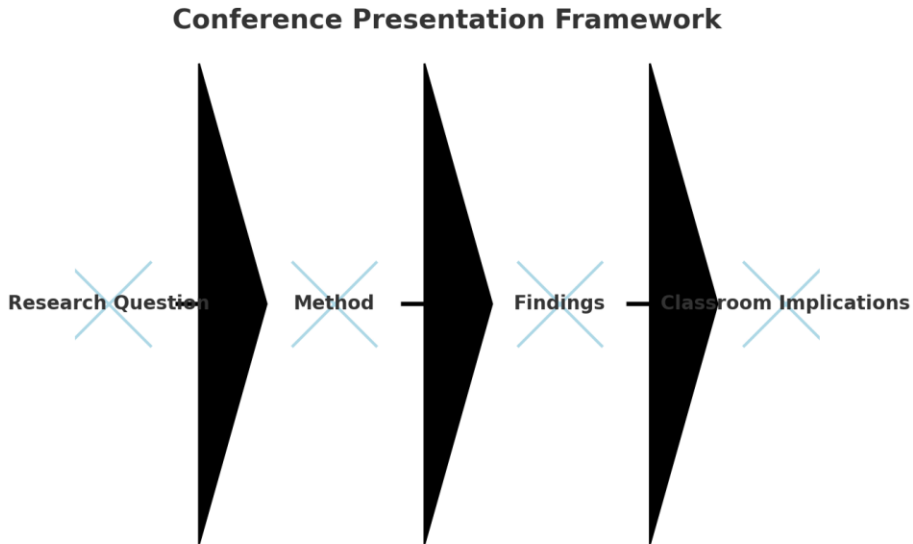 Conference Presentation Framework
Research Question
Method
Findings
Classroom Implications